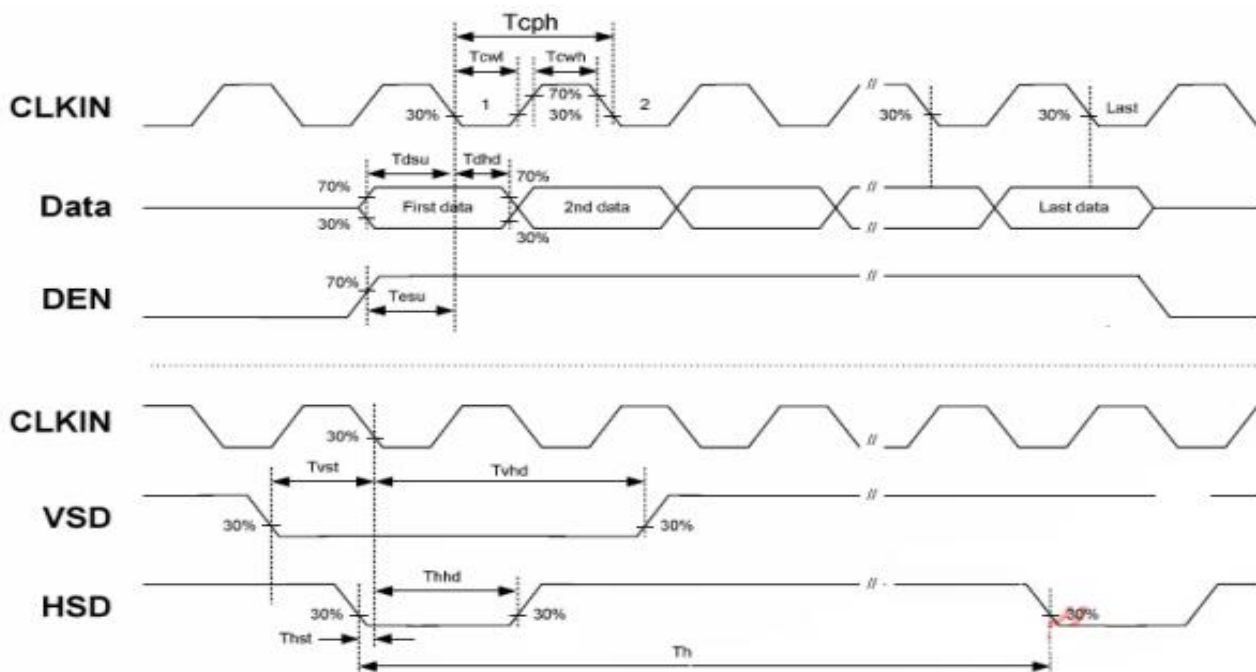 Tcph
Tcwl Tcwh
CLKIN 30% 1 70% 30% 2 // 30% 30% Last
Tdsu Tdhd
70% 70%
Data First data 2nd data // Last data
30% 30%
//
70%
DEN Tesu //
CLKIN 30% //
Tvst Tvhd //
VSD 30% 30%
Thhd //
HSD 30% 30% 30%
Thst
Th